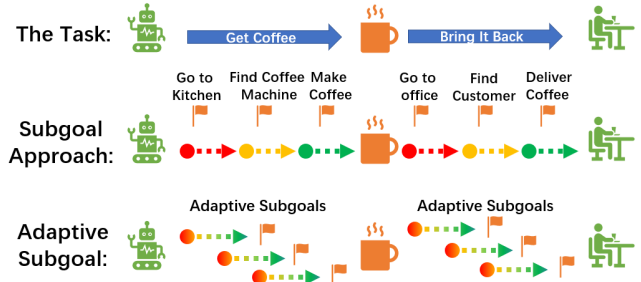 The Task:
Get Coffee
Bring It Back
Go to
Kitchen
Find Coffee
Machine
Make
Coffee
Go to
office
Find
Customer
Deliver
Coffee
Subgoal
Approach:
Adaptive Subgoals
Adaptive Subgoals
Adaptive
Subgoal: